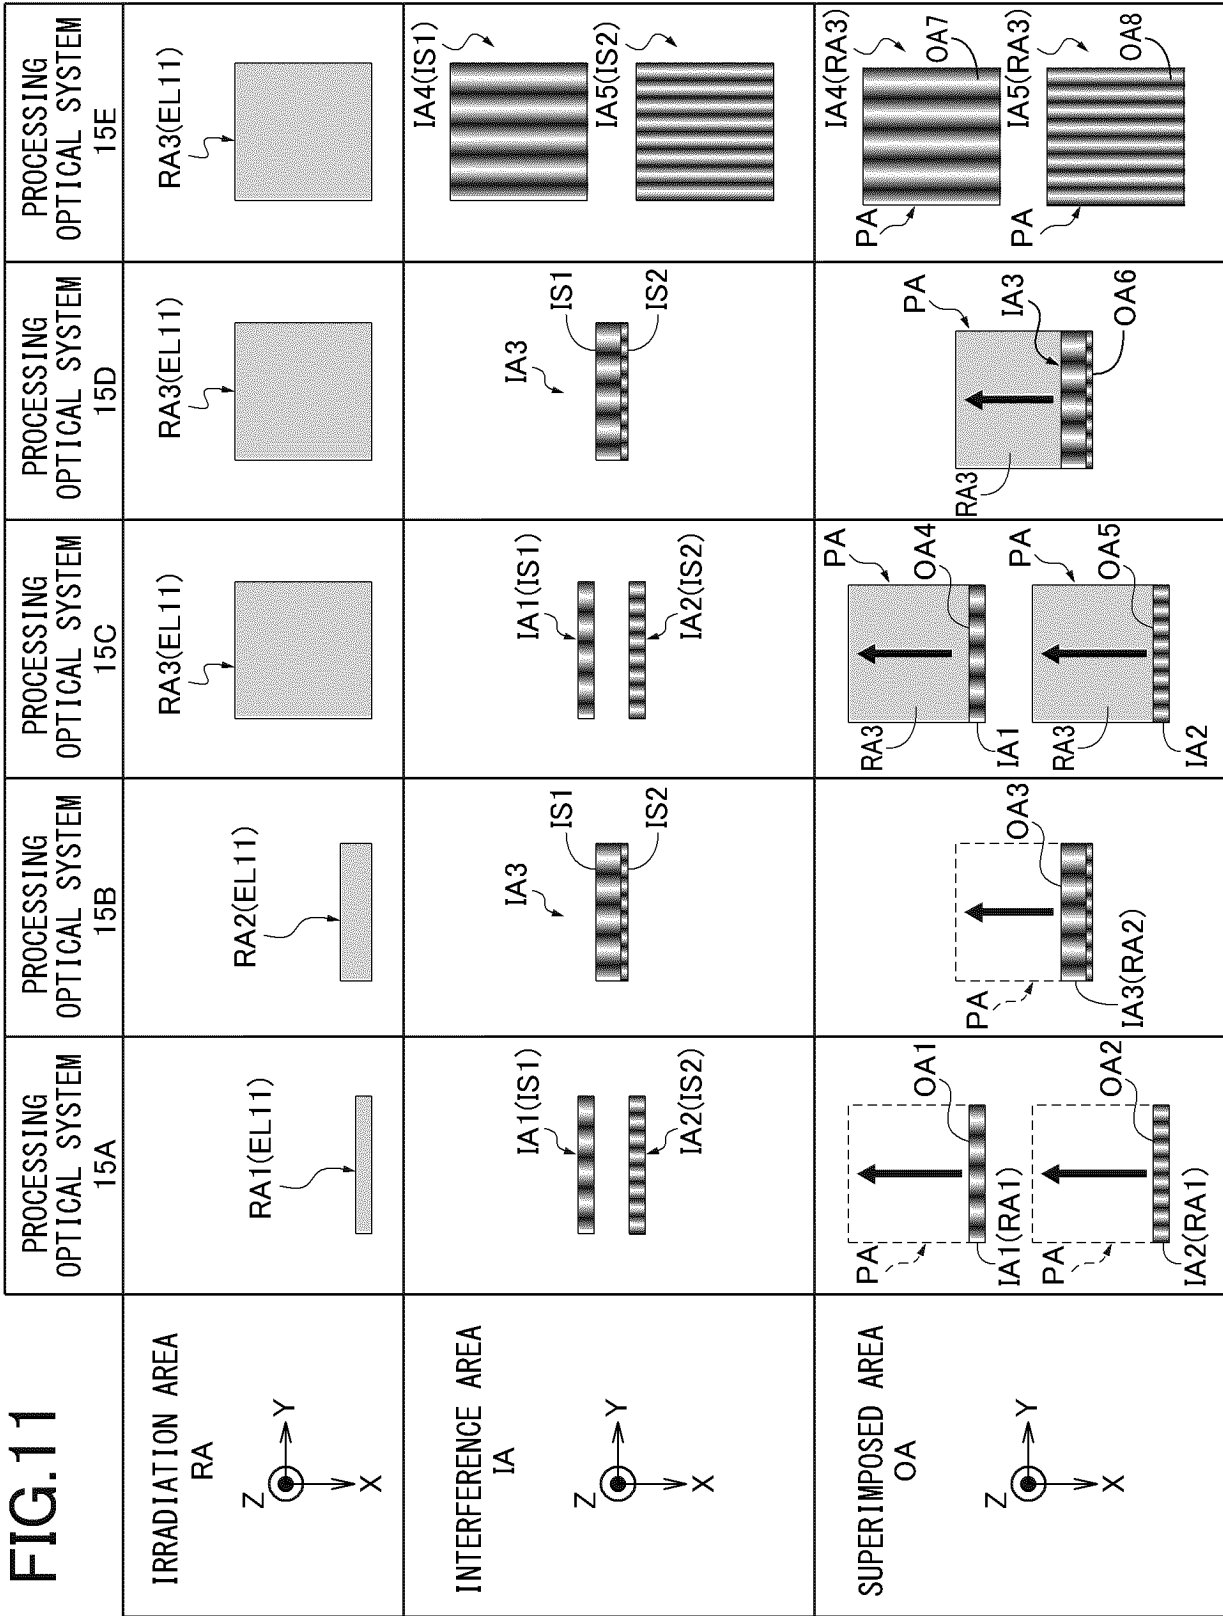 FIG.11
PROCESSING
OPTICAL SYSTEM
15A
PROCESSING
OPTICAL SYSTEM
15B
PROCESSING
OPTICAL SYSTEM
15C
PROCESSING
OPTICAL SYSTEM
15D
PROCESSING
OPTICAL SYSTEM
15E
IRRADIATION AREA
RA
Z
Y
X
RA1(EL11)
RA2(EL11)
RA3(EL11)
RA3(EL11)
RA3(EL11)
INTERFERENCE AREA
IA
Z
Y
X
IA1(IS1)
IA2(IS2)
IA3
IS1
IS2
IA1(IS1)
IA2(IS2)
IA3
IS1
IS2
IA4(IS1)
IA5(IS2)
SUPERIMPOSED AREA
OA
Z
Y
X
PA
OA1
IA1(RA1)
PA
OA2
IA2(RA1)
PA
OA3
IA3(RA2)
PA
OA4
RA3
IA1
PA
OA5
RA3
IA2
PA
IA3
OA6
RA3
IA4(RA3)
OA7
PA
IA5(RA3)
OA8
PA